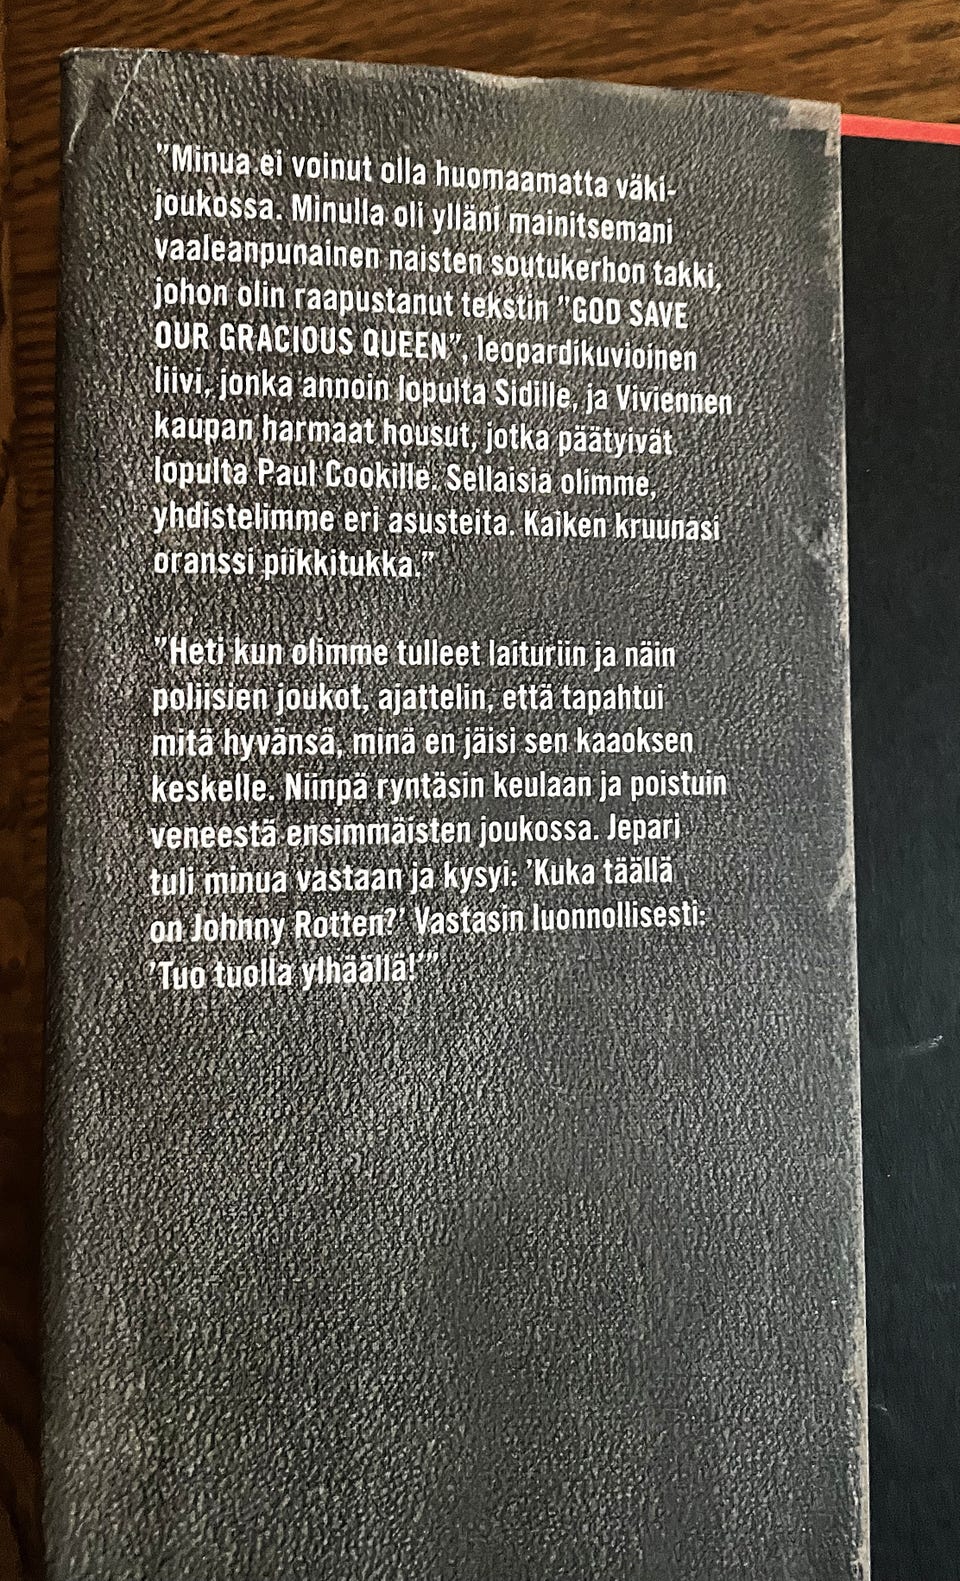 ”Minua ei voinut olla huomaamatta väki-
joukossa. Minulla oli ylläni mainitsemani
vaaleanpunainen naisten soutukerhon takki,
johon olin raapustanut tekstin ”GOD SAVE
OUR GRACIOUS QUEEN”, leopardikuvioinen
liivi, jonka annoin lopulta Sidille, ja Viviennen
kaupan harmaat housut, jotka päätyivät
lopulta Paul Cookille. Sellaisia olimme,
yhdistelimme eri asusteita. Kaiken kruunasi
oranssi piikkitukka.”
”Heti kun olimme tulleet laituriin ja näin
poliisien joukot, ajattelin, että tapahtui
mitä hyvänsä, minä en jäisi sen kaaoksen
keskelle. Niinpä ryntäsin keulaan ja poistuin
veneestä ensimmäisten joukossa. Jepari
tuli minua vastaan ja kysyi: ’Kuka täällä
on Johnny Rotten?’ Vastasin luonnollisesti:
’Tuo tuolla ylhäällä!’”